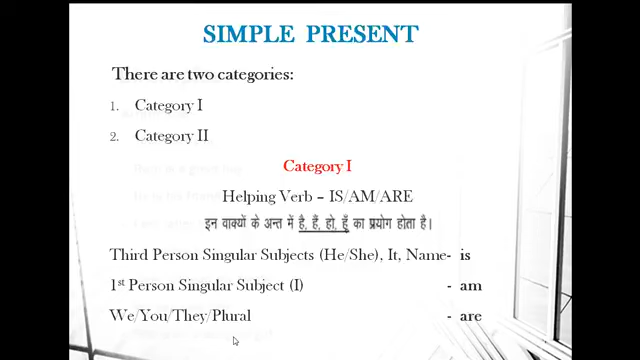 SIMPLE PRESENT
There are two categories:
1. Category I
2. Category II
Category I
Helping Verb – IS/AM/ARE
इन वाक्यों के अन्त में है, हैं, हो, हूँ का प्रयोग होता है।
Third Person Singular Subjects (He/She), It, Name- is
1st Person Singular Subject (I) - am
We/You/They/Plural - are